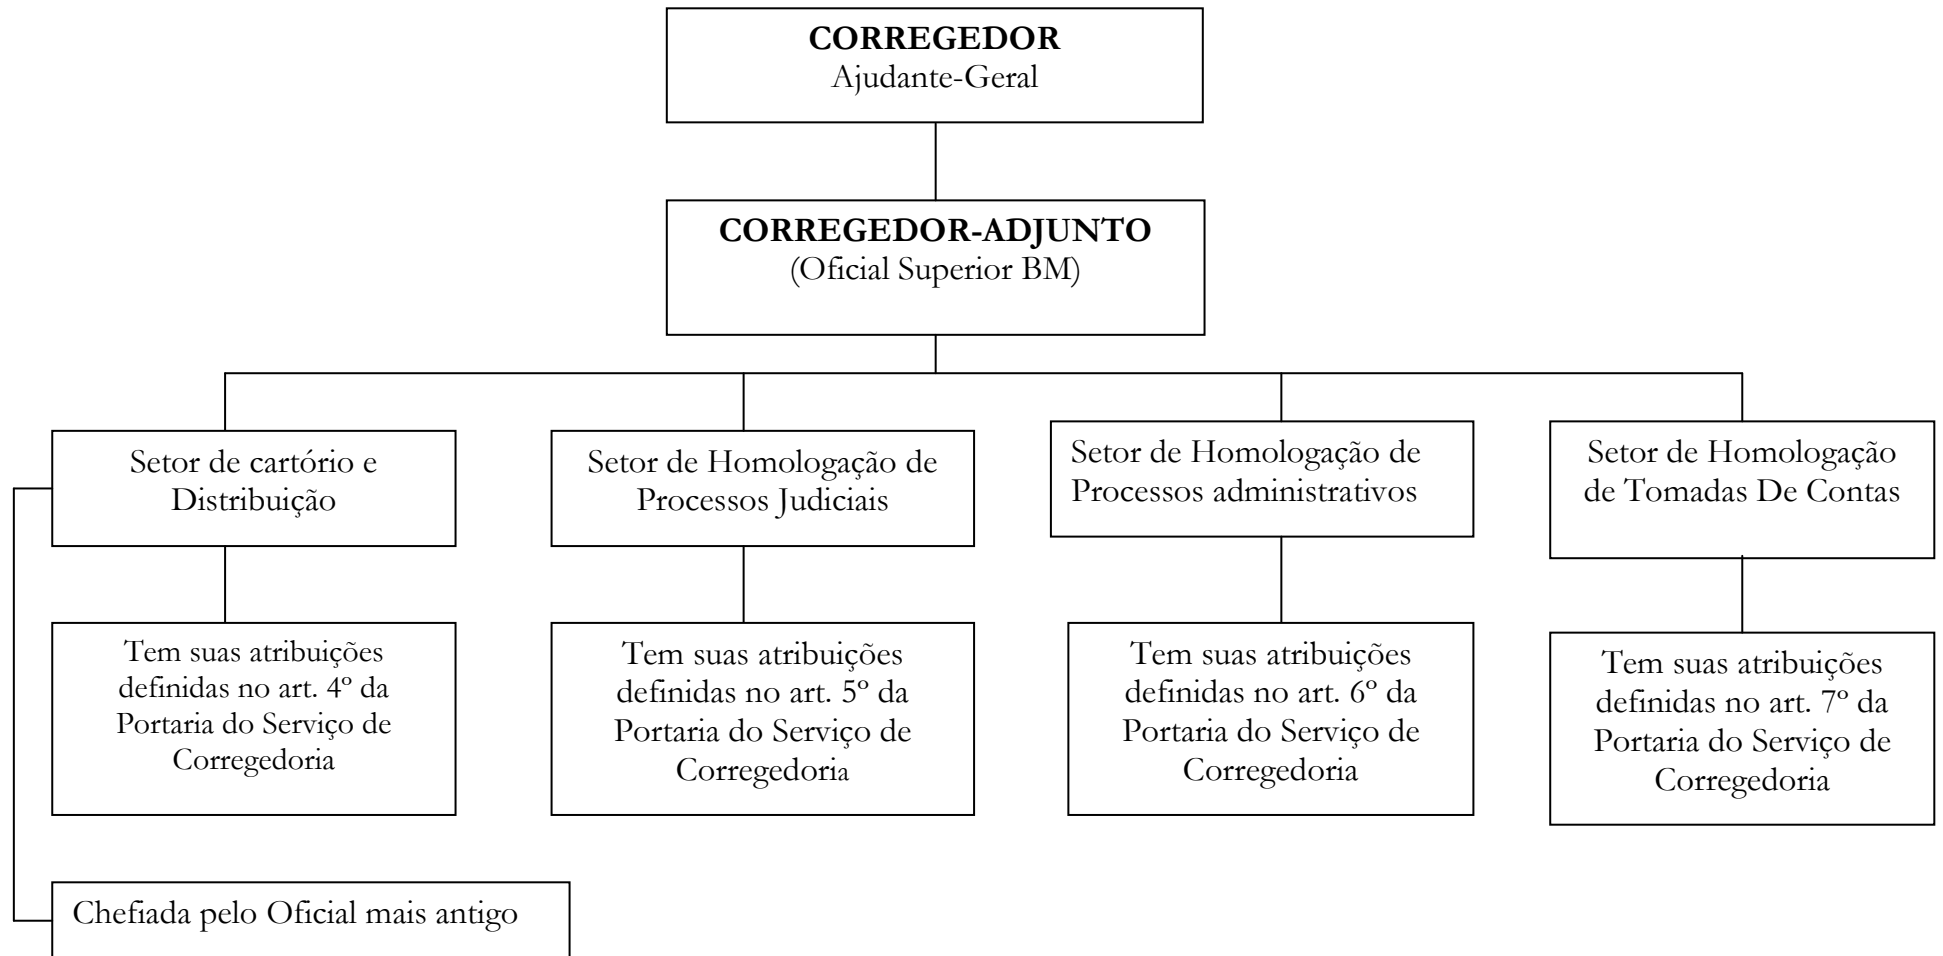 CORREGEDOR
Ajudante-Geral
CORREGEDOR-ADJUNTO
(Oficial Superior BM)
Setor de cartório e
Distribuição
Setor de Homologação de
Processos Judiciais
Setor de Homologação de
Processos administrativos
Setor de Homologação
de Tomadas De Contas
Tem suas atribuições
definidas no art. 4º da
Portaria do Serviço de
Corregedoria
Tem suas atribuições
definidas no art. 5º da
Portaria do Serviço de
Corregedoria
Tem suas atribuições
definidas no art. 6º da
Portaria do Serviço de
Corregedoria
Tem suas atribuições
definidas no art. 7º da
Portaria do Serviço de
Corregedoria
Chefiada pelo Oficial mais antigo